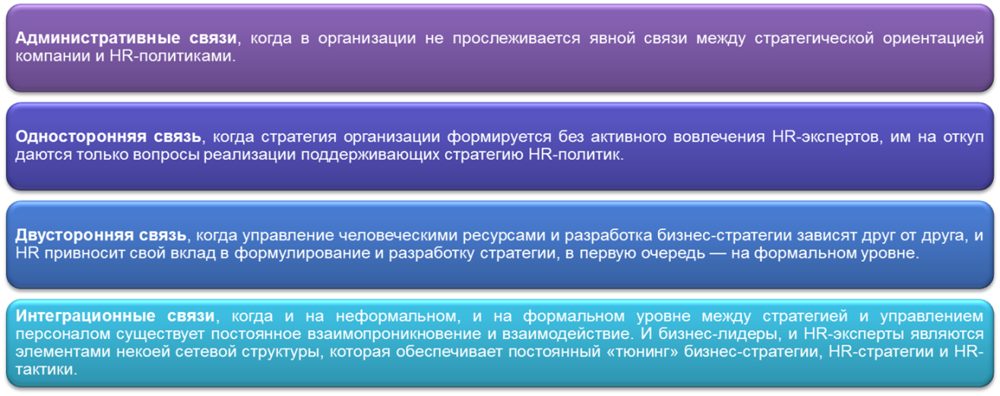 Административные связи, когда в организации не прослеживается явной связи между стратегической ориентацией
компании и HR-политиками.
Односторонняя связь, когда стратегия организации формируется без активного вовлечения HR-экспертов, им на откуп
даются только вопросы реализации поддерживающих стратегию HR-политик.
Двусторонняя связь, когда управление человеческими ресурсами и разработка бизнес-стратегии зависят друг от друга, и
HR привносит свой вклад в формулирование и разработку стратегии, в первую очередь — на формальном уровне.
Интеграционные связи, когда и на неформальном, и на формальном уровне между стратегией и управлением
персоналом существует постоянное взаимопроникновение и взаимодействие. И бизнес-лидеры, и HR-эксперты являются
элементами некоей сетевой структуры, которая обеспечивает постоянный «тюнинг» бизнес-стратегии, HR-стратегии и HR-
тактики.